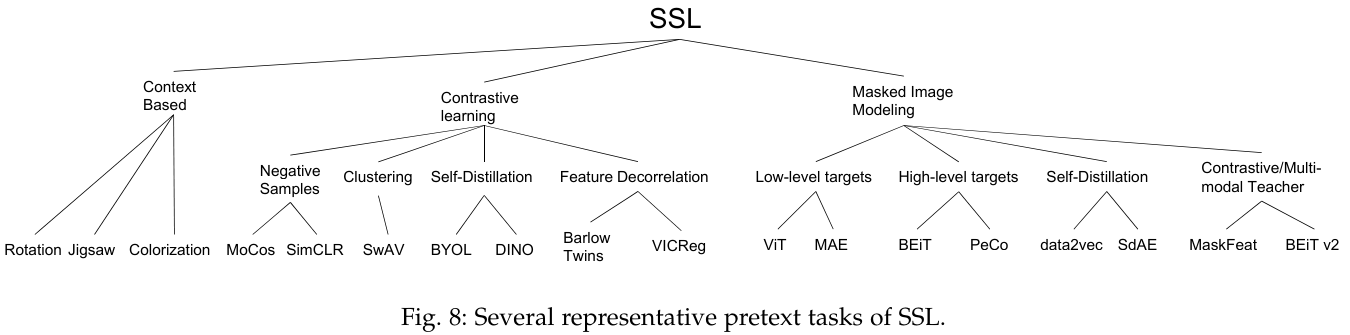 SSL
Context
Based
Contrastive
learning
Masked Image
Modeling
Negative
Samples
Clustering
Self-Distillation
Feature Decorrelation
Low-level targets
High-level targets
Self-Distillation
Contrastive/Multi-
modal Teacher
Rotation
Jigsaw
Colorization
MoCos
SimCLR
SwAV
BYOL
DINO
Barlow
Twins
VICReg
ViT
MAE
BEiT
PeCo
data2vec
SdAE
MaskFeat
BEiT v2
Fig. 8: Several representative pretext tasks of SSL.